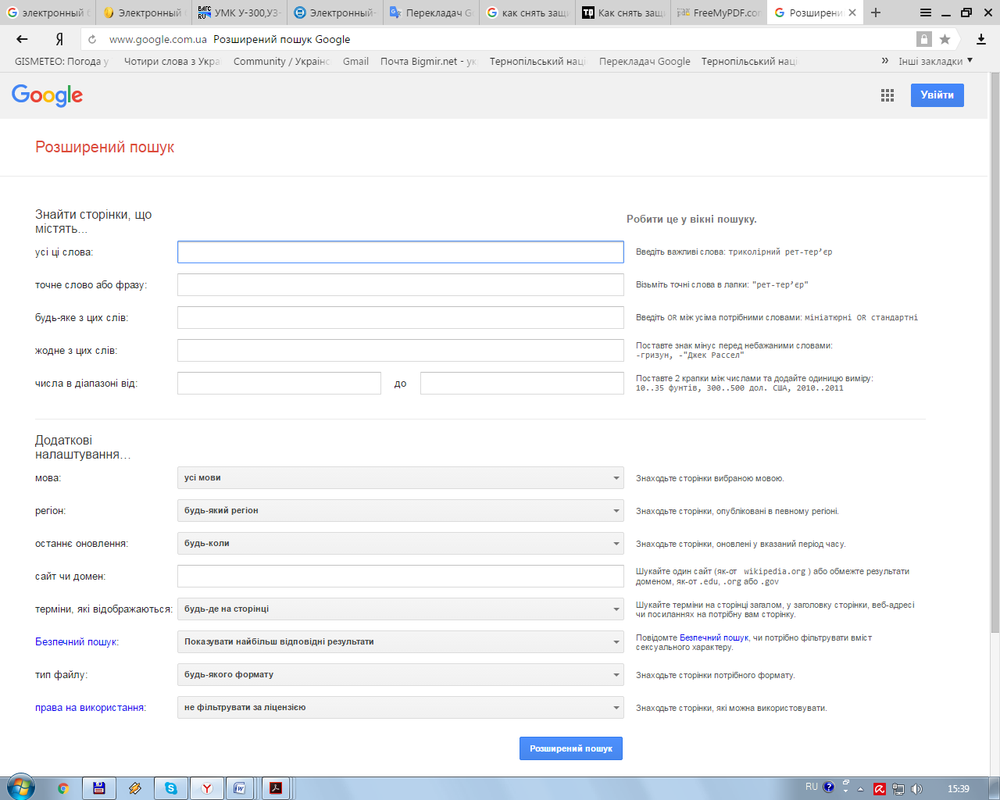 электронный
Электронный
УМК У-300,УЗ-
Электронный-
Перекладач G
как снять защи
Как снять защи
FreeMyPDF.con
Розширени
www.google.com.ua Розширений пошук Google
GISMETEO: Погода у
Чотири слова з Укра
Community / Українс
Gmail
Почта Bigmir.net - ук
Тернопільський наці
Перекладач Google
Тернопільський наці
» Інші закладки
Google
Увійти
Розширений пошук
Знайти сторінки, що
містять...
Робити це у вікні пошуку.
усі ці слова:
Введіть важливі слова: триколірний рет-тер’єр
точне слово або фразу:
Візьміть точні слова в лапки: "рет-тер’єр"
будь-яке з цих слів:
Введіть OR між усіма потрібними словами: мініатюрні OR стандартні
жодне з цих слів:
Поставте знак мінус перед небажаними словами:
-гризун, -"Джек Рассел"
числа в діапазоні від:
до
Поставте 2 крапки між числами та додайте одиницю виміру:
10..35 фунтів, 300..500 дол. США, 2010..2011
Додаткові
налаштування...
мова:
усі мови
Знаходьте сторінки вибраною мовою.
регіон:
будь-який регіон
Знаходьте сторінки, опубліковані в певному регіоні.
останнє оновлення:
будь-коли
Знаходьте сторінки, оновлені у вказаний період часу.
сайт чи домен:
Шукайте один сайт (як-от wikipedia.org ) або обмежте результати
доменом, як-от .edu, .org або .gov
терміни, які відображаються:
будь-де на сторінці
Шукайте терміни на сторінці загалом, у заголовку сторінки, веб-адресі
чи посиланнях на потрібну вам сторінку.
Безпечний пошук:
Показувати найбільш відповідні результати
Повідомте Безпечний пошук, чи потрібно фільтрувати вміст
сексуального характеру.
тип файлу:
будь-якого формату
Знаходьте сторінки потрібного формату.
права на використання:
не фільтрувати за ліцензією
Знаходьте сторінки, які можна використовувати.
Розширений пошук
RU
15:39